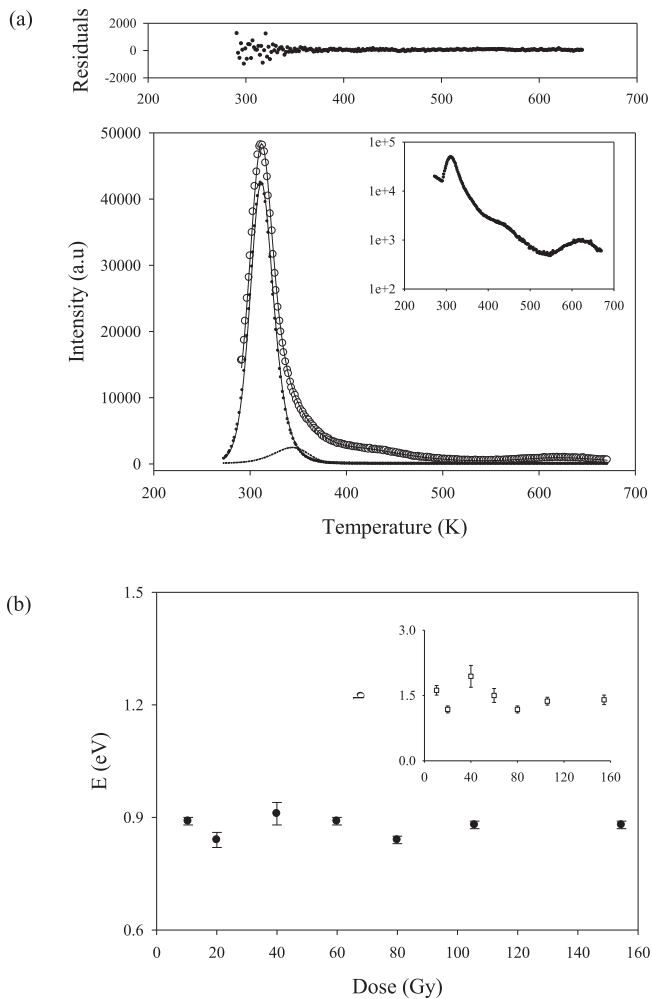 (a)
Residuals
2000
0
-2000
200 300 400 500 600 700
Intensity (a.u)
50000
40000
30000
20000
10000
0
200 300 400 500 600 700
Temperature (K)
1e+5
1e+4
1e+3
1e+2
200 300 400 500 600 700
(b)
E (eV)
1.5
1.2
0.9
0.6
0 20 40 60 80 100 120 140 160
Dose (Gy)
b
3.0
1.5
0.0
0 40 80 120 160